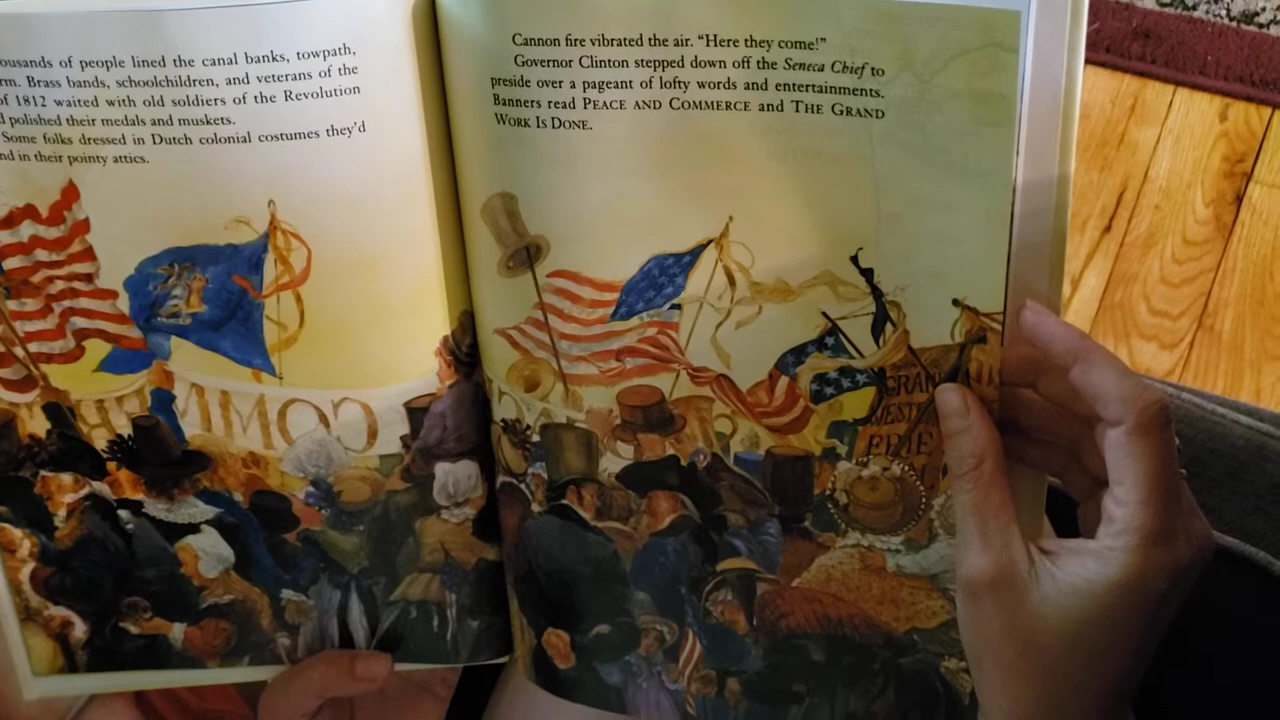 ousands of people lined the canal banks, towpath,
rm. Brass bands, schoolchildren, and veterans of the
of 1812 waited with old soldiers of the Revolution
d polished their medals and muskets.
Some folks dressed in Dutch colonial costumes they'd
nd in their pointy attics.
COMM
Cannon fire vibrated the air. "Here they come!"
Governor Clinton stepped down off the Seneca Chief to
preside over a pageant of lofty words and entertainments.
Banners read PEACE AND COMMERCE and THE GRAND
WORK IS DONE.
GRAN
WEST
ERIE